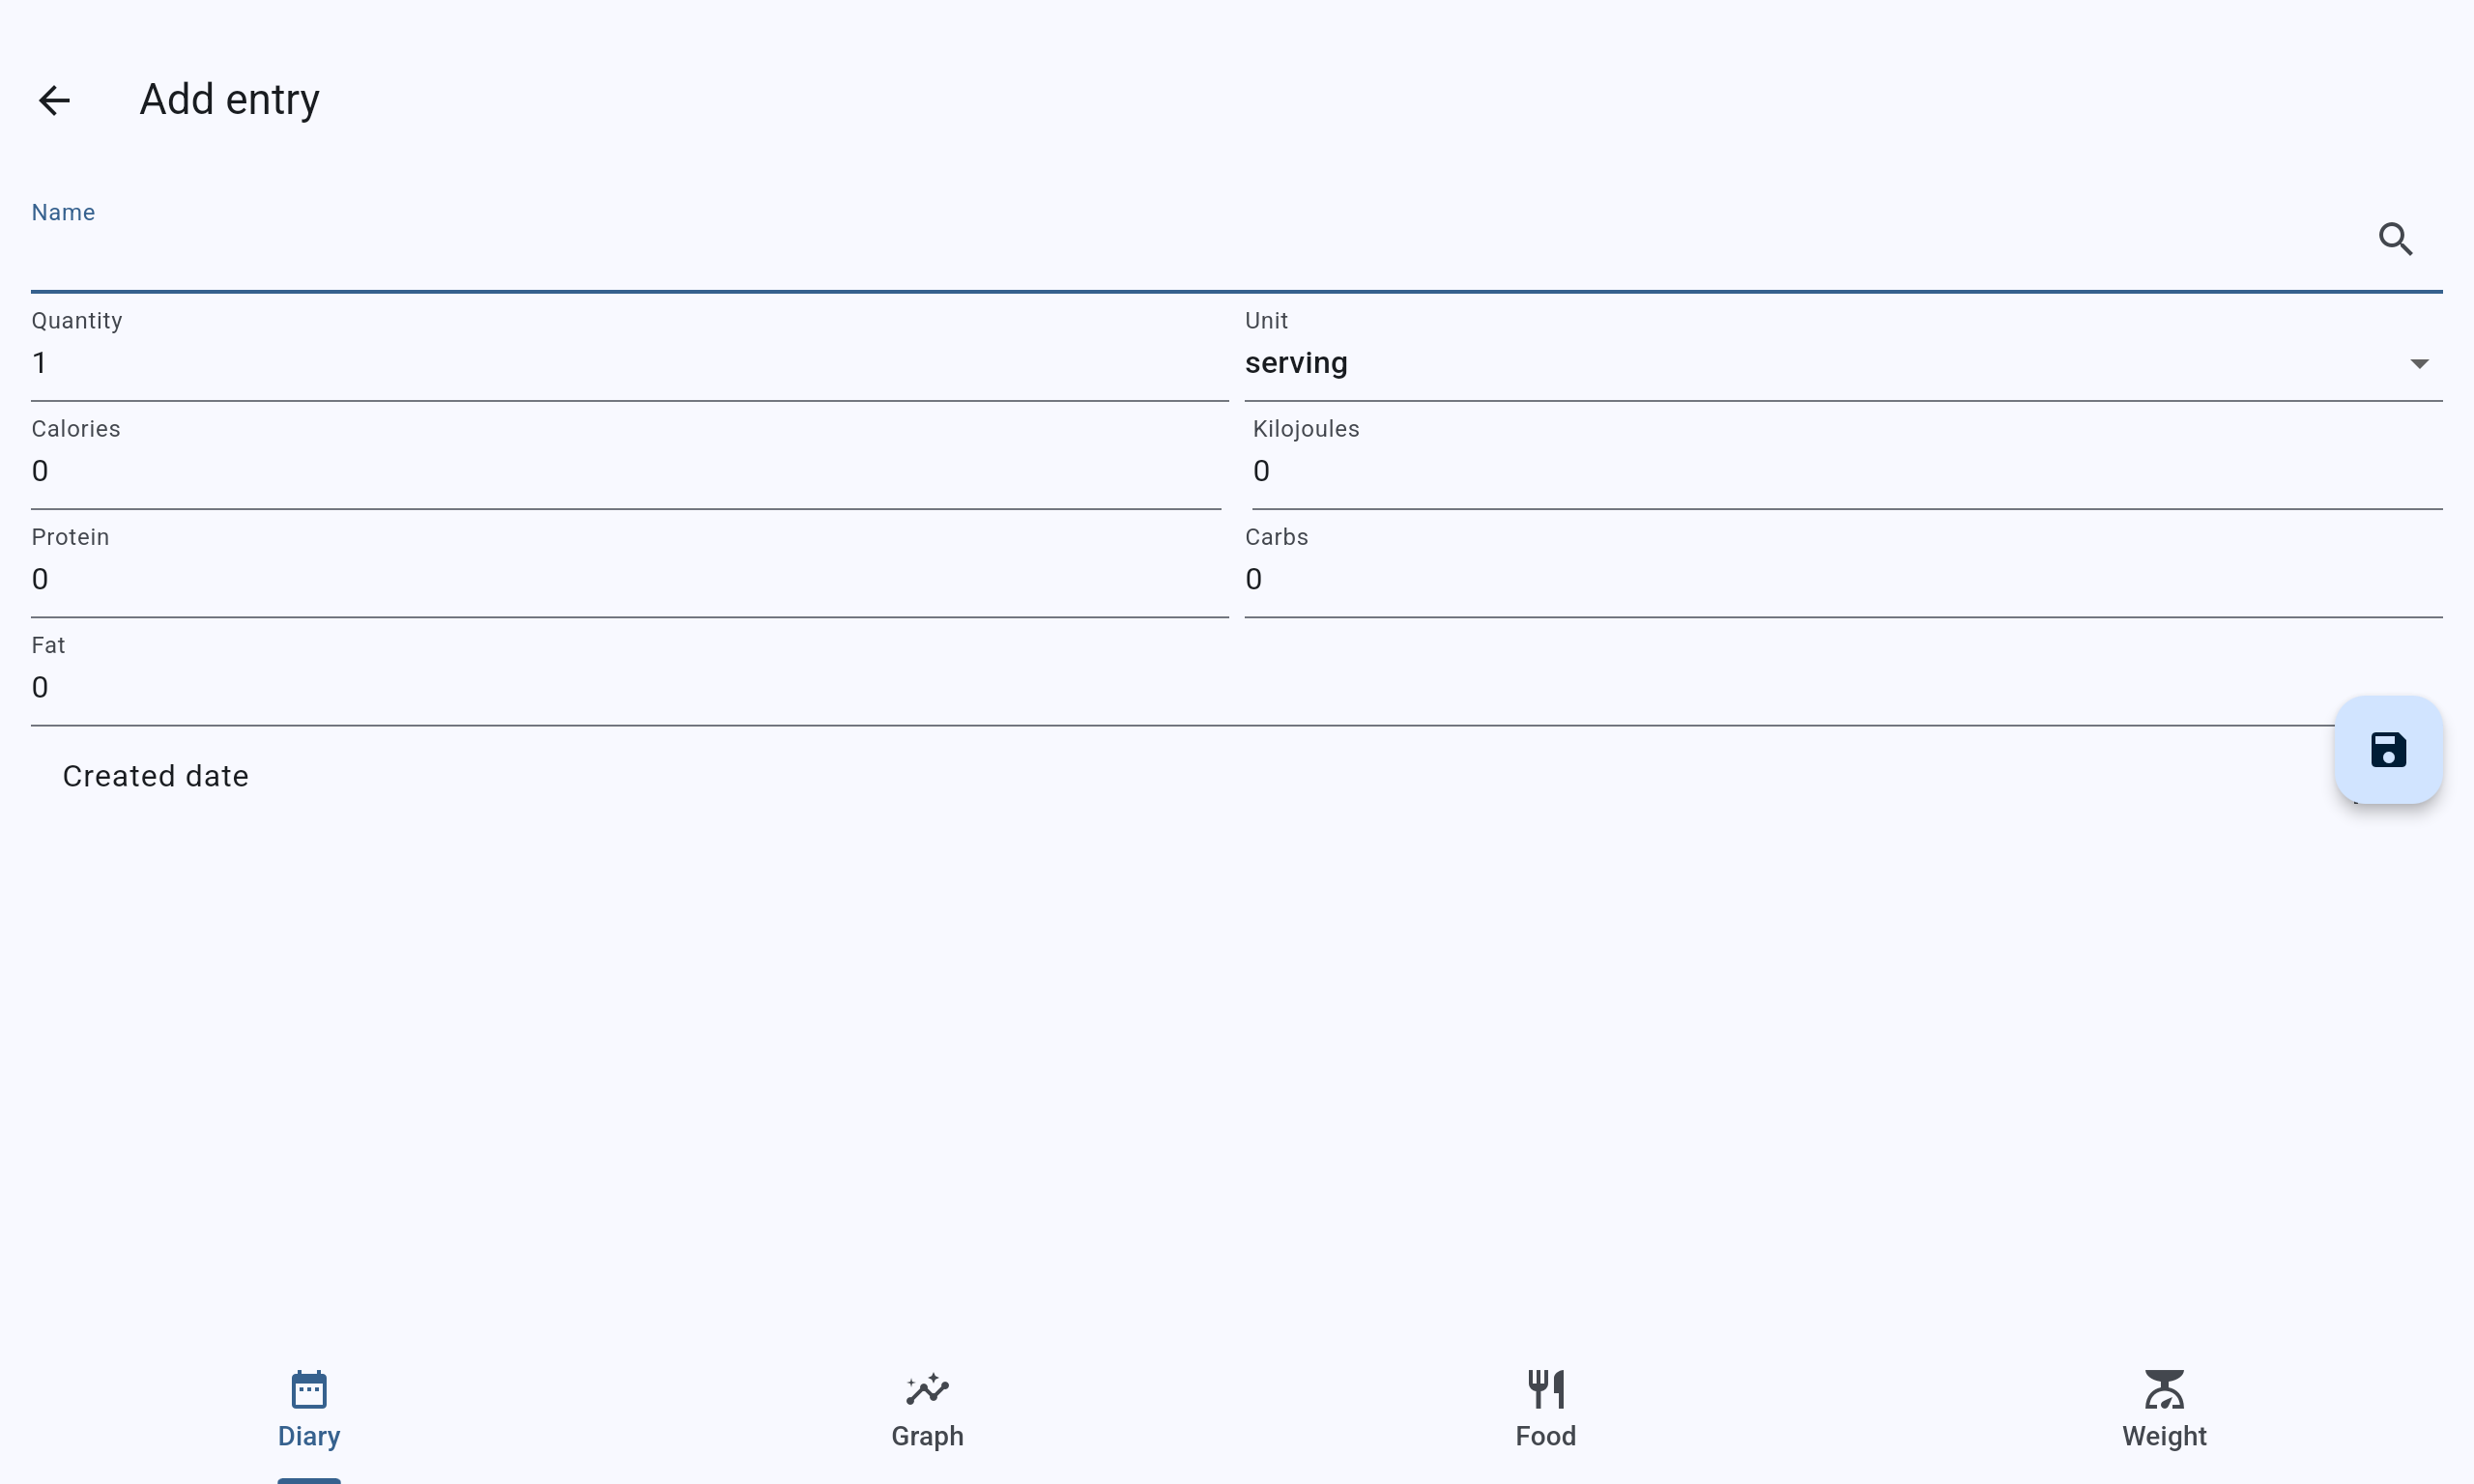 Add entry
Name
Quantity
Unit
1
serving
Calories
Kilojoules
0
0
Protein
Carbs
0
0
Fat
0
Created date
Diary
Graph
Food
Weight